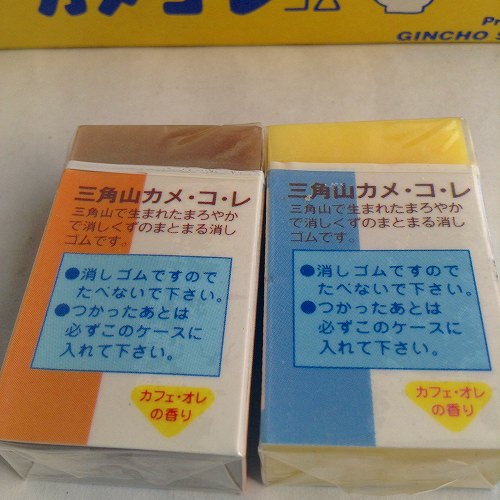 カメコレゴム
GINCHO
三角山カメ・コ・レ
三角山で生まれたまろやか
で消しくずのまとまる消し
ゴムです。
●消しゴムですので
たべないで下さい。
●つかったあとは
必ずこのケースに
入れて下さい。
カフェ・オレ
の香り
三角山カメ・コ・レ
三角山で生まれたまろやか
で消しくずのまとまる消し
ゴムです。
●消しゴムですので
たべないで下さい。
●つかったあとは
必ずこのケースに
入れて下さい。
カフェ・オレ
の香り